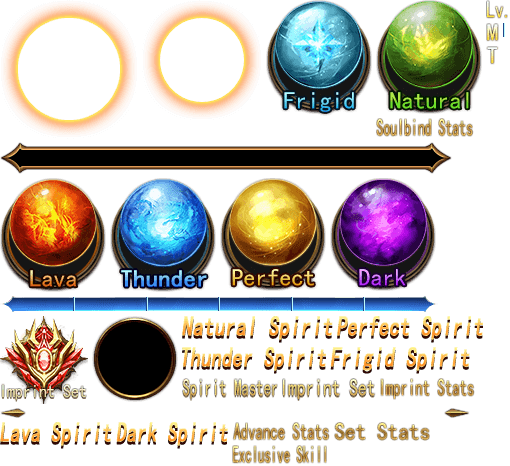 Lv.
M
T
Frigid
Natural
Soulbind Stats
Lava
Thunder
Perfect
Dark
Natural Spirit Perfect Spirit
Thunder Spirit Frigid Spirit
Imprint Set
Spirit Master Imprint Set Imprint Stats
Lava Spirit Dark Spirit Advance Stats Set Stats
Exclusive Skill